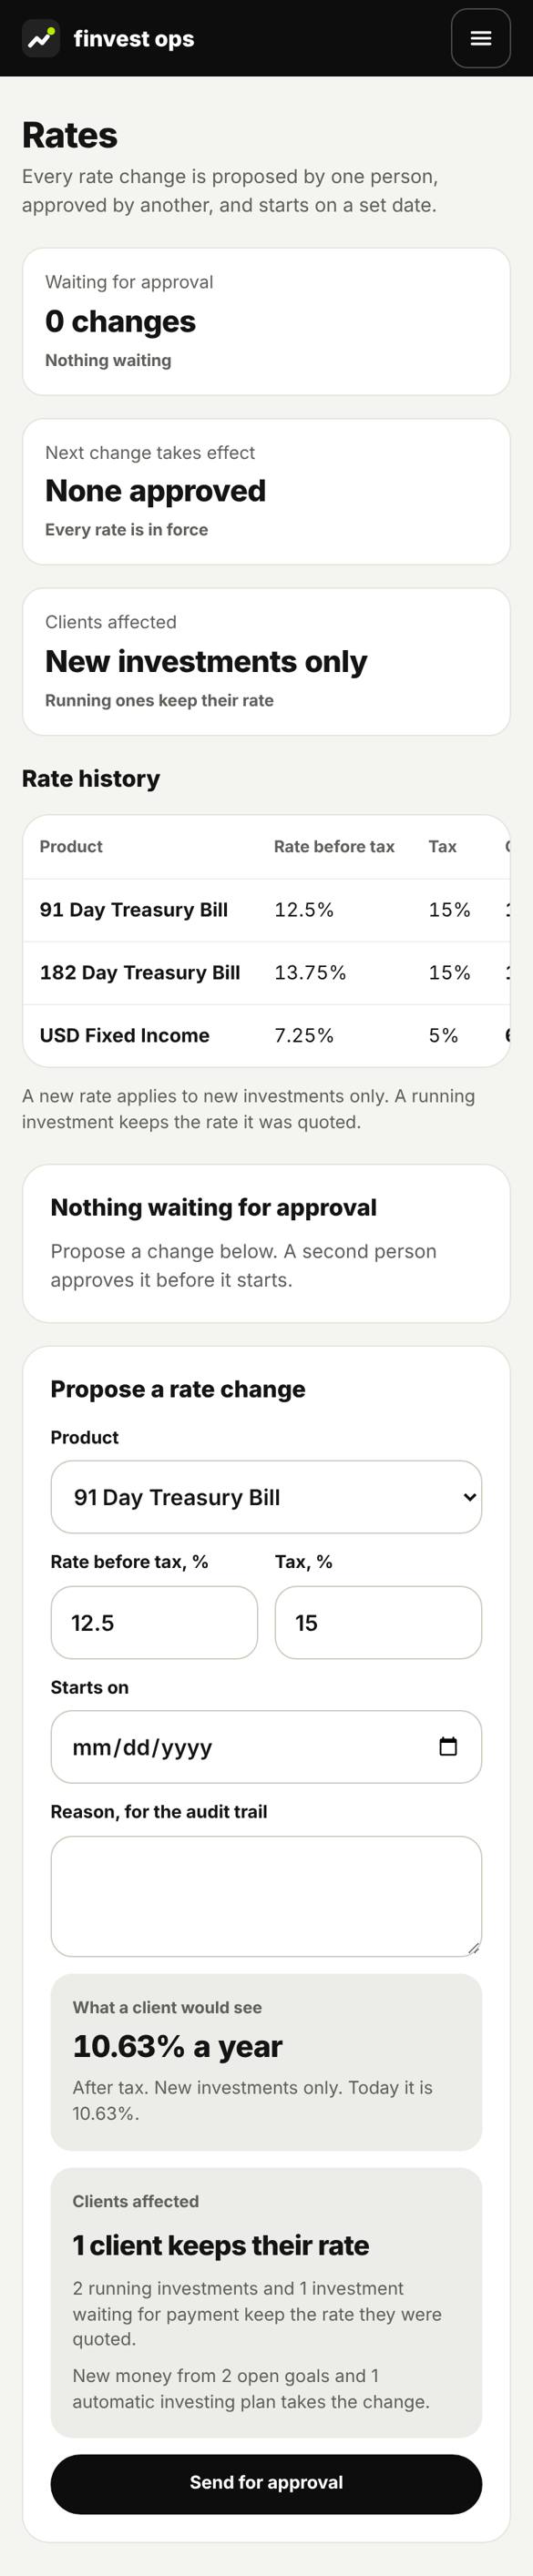 finvest ops
Rates
Every rate change is proposed by one person,
approved by another, and starts on a set date.
Waiting for approval
0 changes
Nothing waiting
Next change takes effect
None approved
Every rate is in force
Clients affected
New investments only
Running ones keep their rate
Rate history
Product Rate before tax Tax
91 Day Treasury Bill 12.5% 15%
182 Day Treasury Bill 13.75% 15%
USD Fixed Income 7.25% 5%
A new rate applies to new investments only. A running
investment keeps the rate it was quoted.
Nothing waiting for approval
Propose a change below. A second person
approves it before it starts.
Propose a rate change
Product
91 Day Treasury Bill
Rate before tax, % Tax, %
12.5 15
Starts on
mm/dd/yyyy
Reason, for the audit trail
What a client would see
10.63% a year
After tax. New investments only. Today it is
10.63%.
Clients affected
1 client keeps their rate
2 running investments and 1 investment
waiting for payment keep the rate they were
quoted.
New money from 2 open goals and 1
automatic investing plan takes the change.
Send for approval